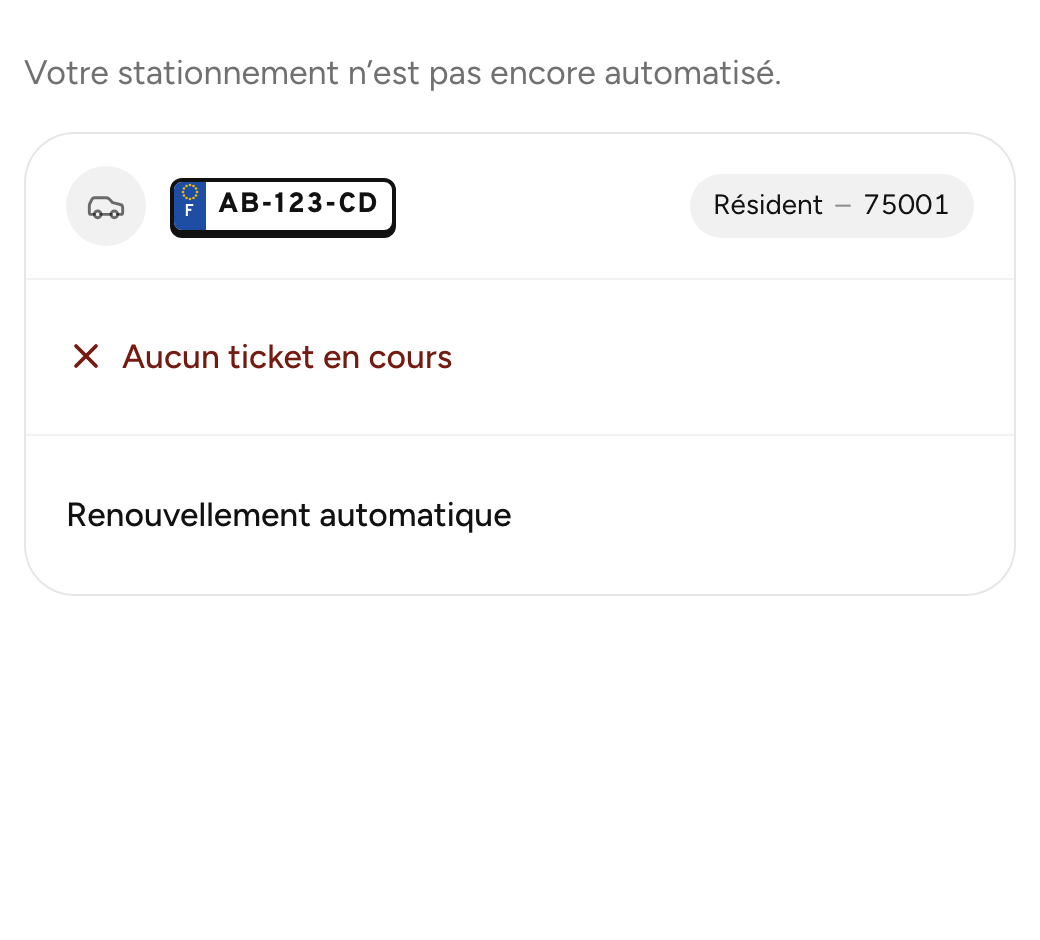 Votre stationnement n’est pas encore automatisé.
F AB-123-CD
Résident – 75001
Aucun ticket en cours
Renouvellement automatique